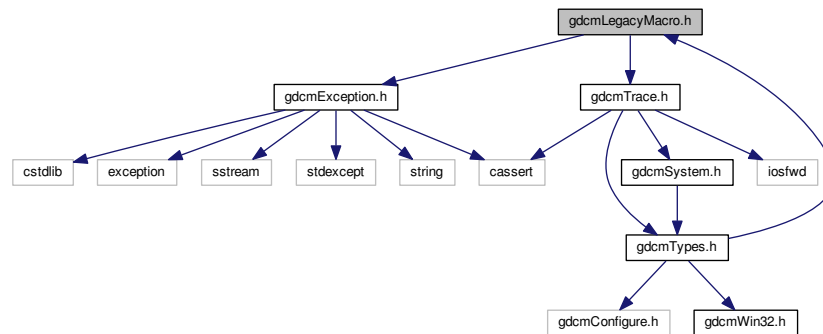 gdcmLegacyMacro.h
gdcmException.h
gdcmTrace.h
cstdlib
exception
sstream
stdexcept
string
cassert
gdcmSystem.h
iosfwd
gdcmTypes.h
gdcmConfigure.h
gdcmWin32.h